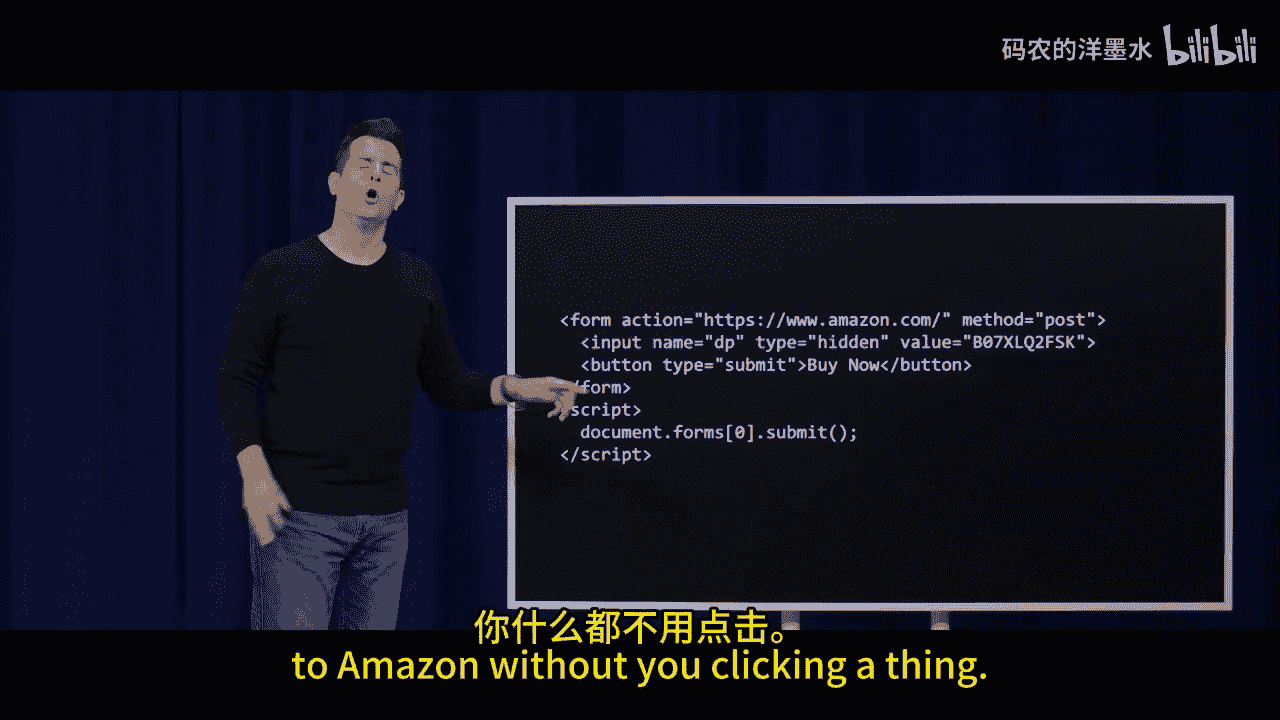 码农的洋墨水 bilibili
<form action="https://www.amazon.com/" method="post">
<input name="dp" type="hidden" value="B07XLQ2FSK">
<button type="submit">Buy Now</button>
/form>
script>
document.forms[0].submit();
</script>
你什么都不用点击。
to Amazon without you clicking a thing.